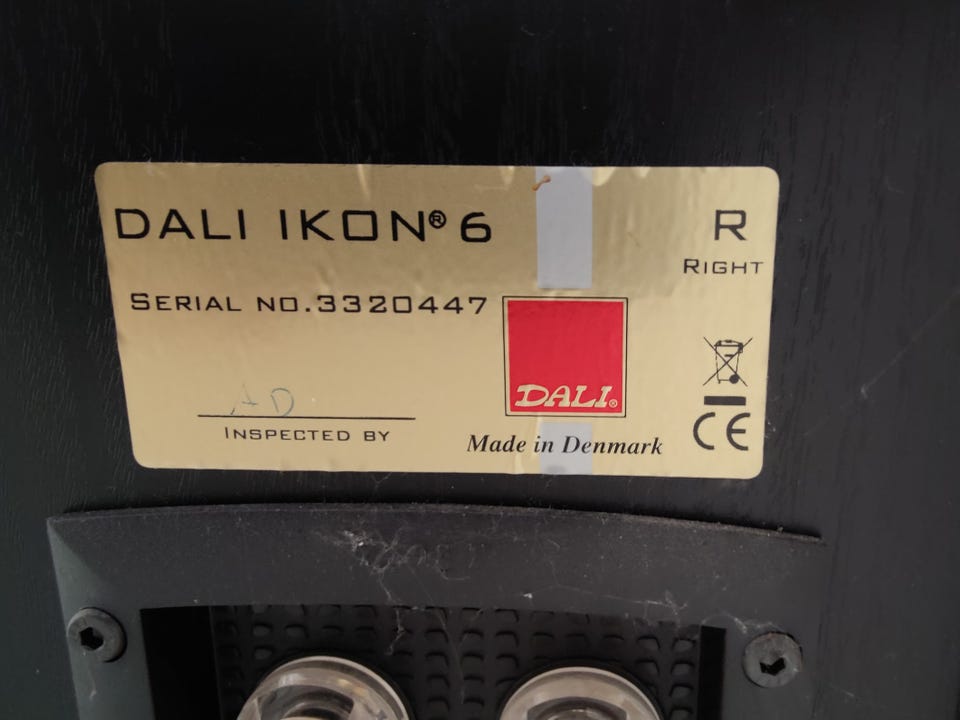 DALI IKON® 6
R
RIGHT
SERIAL NO.3320447
DALI®
AD
INSPECTED BY
Made in Denmark
CE